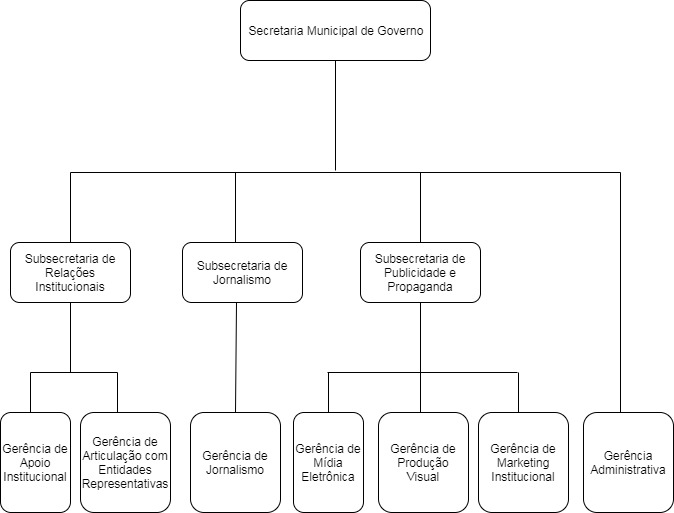 Secretaria Municipal de Governo
Subsecretaria de
Relações
Institucionais
Subsecretaria de
Jornalismo
Subsecretaria de
Publicidade e
Propaganda
Gerência de
Apoio
Institucional
Gerência de
Articulação com
Entidades
Representativas
Gerência de
Jornalismo
Gerência de
Mídia
Eletrônica
Gerência de
Produção
Visual
Gerência de
Marketing
Institucional
Gerência
Administrativa